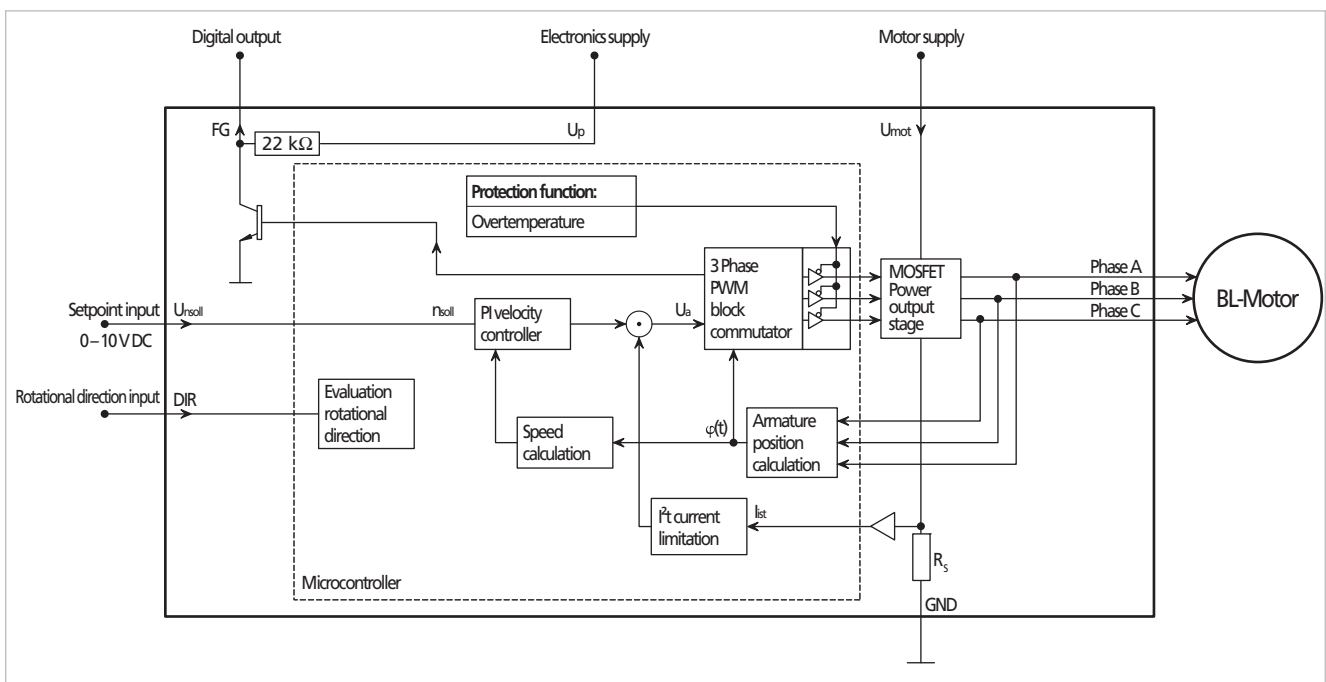 Digital output
Electronics supply
Motor supply
FG
22 kΩ
Up
Umot
Protection function:
Overtemperature
3 Phase
PWM
block
commutator
MOSFET
Power
output
stage
Phase A
Phase B
Phase C
BL-Motor
Setpoint input
0–10 V DC
Unsoll
nsoll
PI velocity
controller
Ua
Rotational direction input
DIR
Evaluation
rotational
direction
Speed
calculation
φ(t)
Armature
position
calculation
I²t current
limitation
Iist
RS
Microcontroller
GND